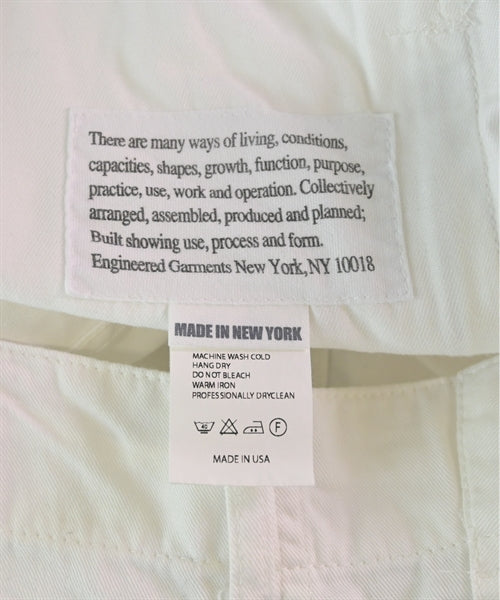 There are many ways of living, conditions,
capacities, shapes, growth, function, purpose,
practice, use, work and operation. Collectively
arranged, assembled, produced and planned;
Built showing use, process and form.
Engineered Garments New York,NY 10018
MADE IN NEW YORK
MACHINE WASH COLD
HANG DRY
DO NOT BLEACH
WARM IRON
PROFESSIONALLY DRYCLEAN
40 F
MADE IN USA